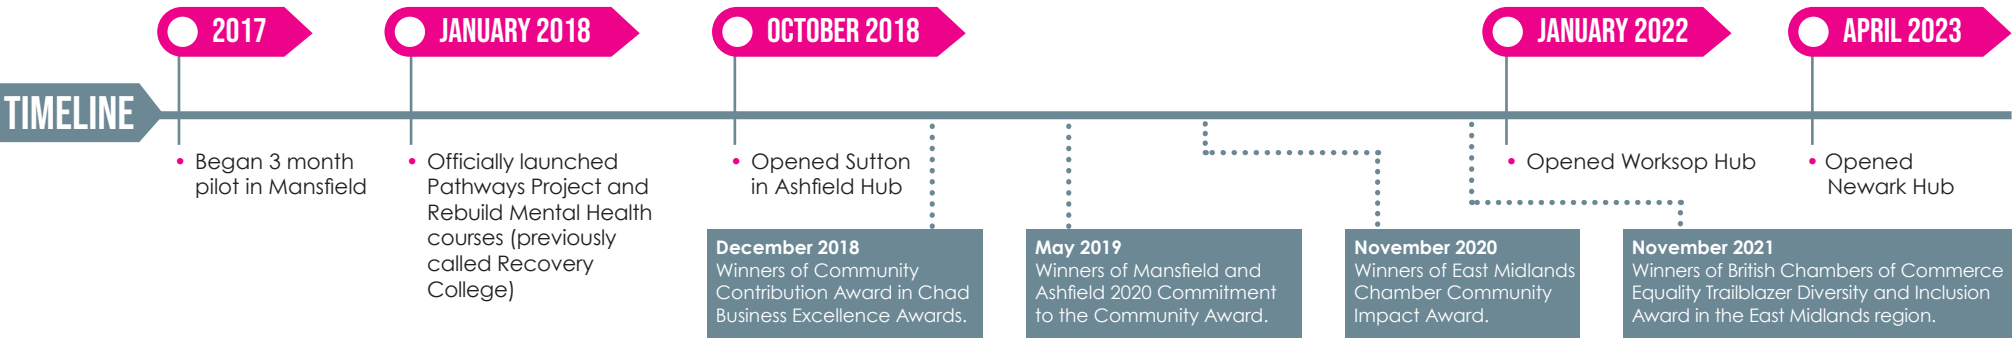 2017
JANUARY 2018
OCTOBER 2018
JANUARY 2022
APRIL 2023
TIMELINE
• Began 3 month
pilot in Mansfield
• Officially launched
Pathways Project and
Rebuild Mental Health
courses (previously
called Recovery
College)
• Opened Sutton
in Ashfield Hub
• Opened Worksop Hub
• Opened
Newark Hub
December 2018
Winners of Community
Contribution Award in Chad
Business Excellence Awards.
May 2019
Winners of Mansfield and
Ashfield 2020 Commitment
to the Community Award.
November 2020
Winners of East Midlands
Chamber Community
Impact Award.
November 2021
Winners of British Chambers of Commerce
Equality Trailblazer Diversity and Inclusion
Award in the East Midlands region.